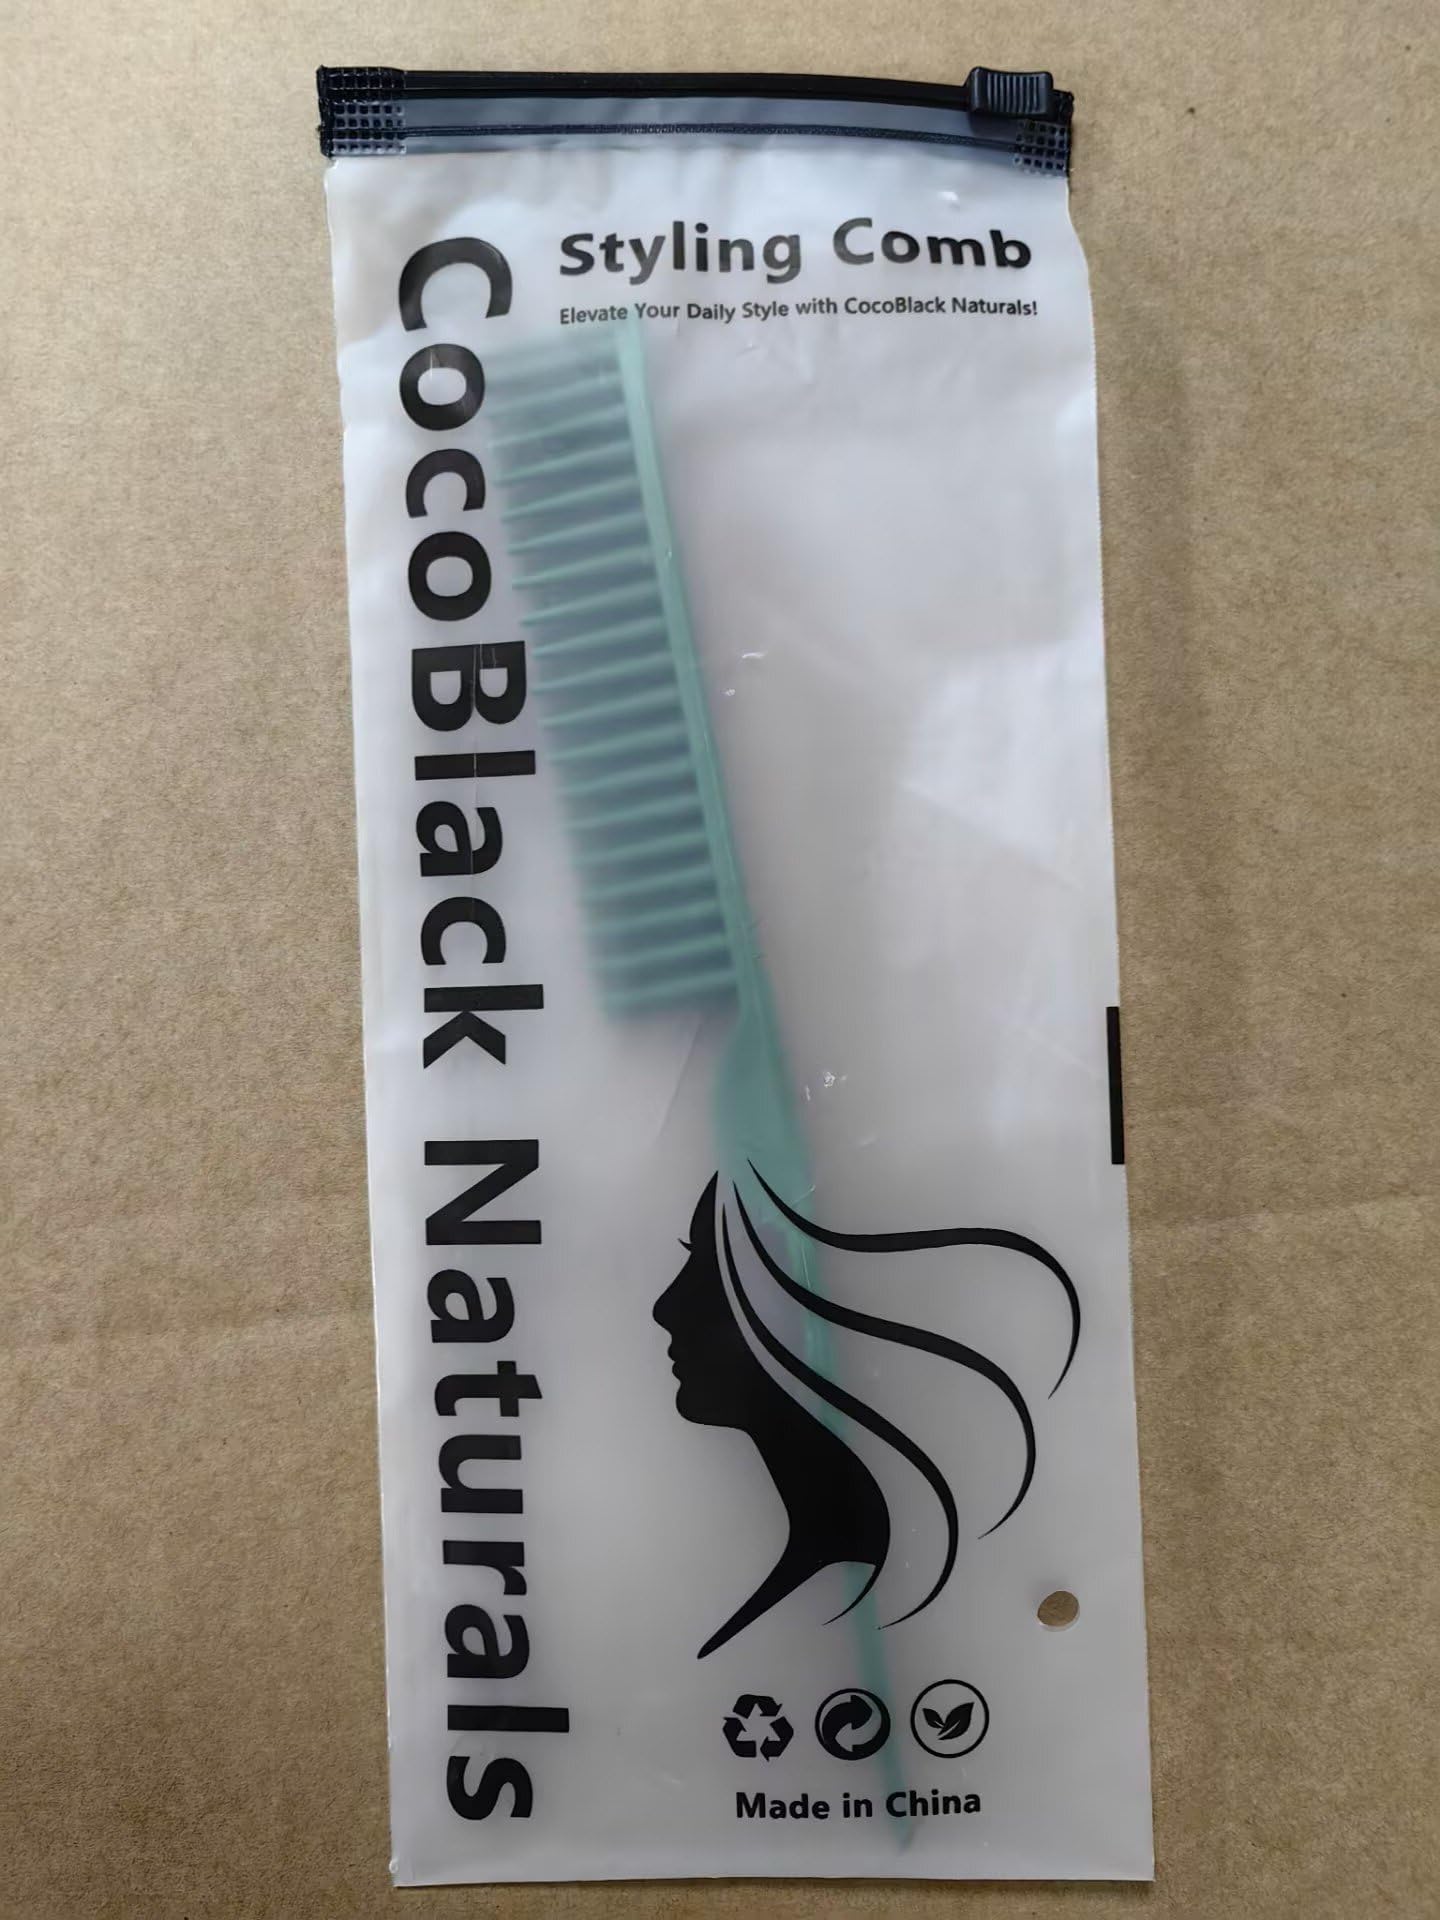 Styling Comb
Elevate Your Daily Style with CocoBlack Naturals!
CocoBlack Naturals
Made in China